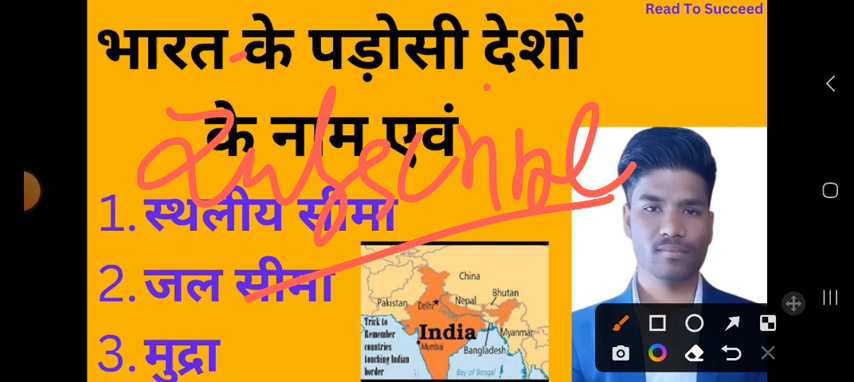 Read To Succeed
भारत के पड़ोसी देशों
के नाम एवं
Subscribe
1. स्थलीय सीमा
2. जल सीमा
3. मुद्रा
China
Pakistan
Delhi
Nepal
Bhutan
India
Myanmar
Mumbai
Bangladesh
Bay of Bengal
Trick to
Remember
countries
touching Indian
border